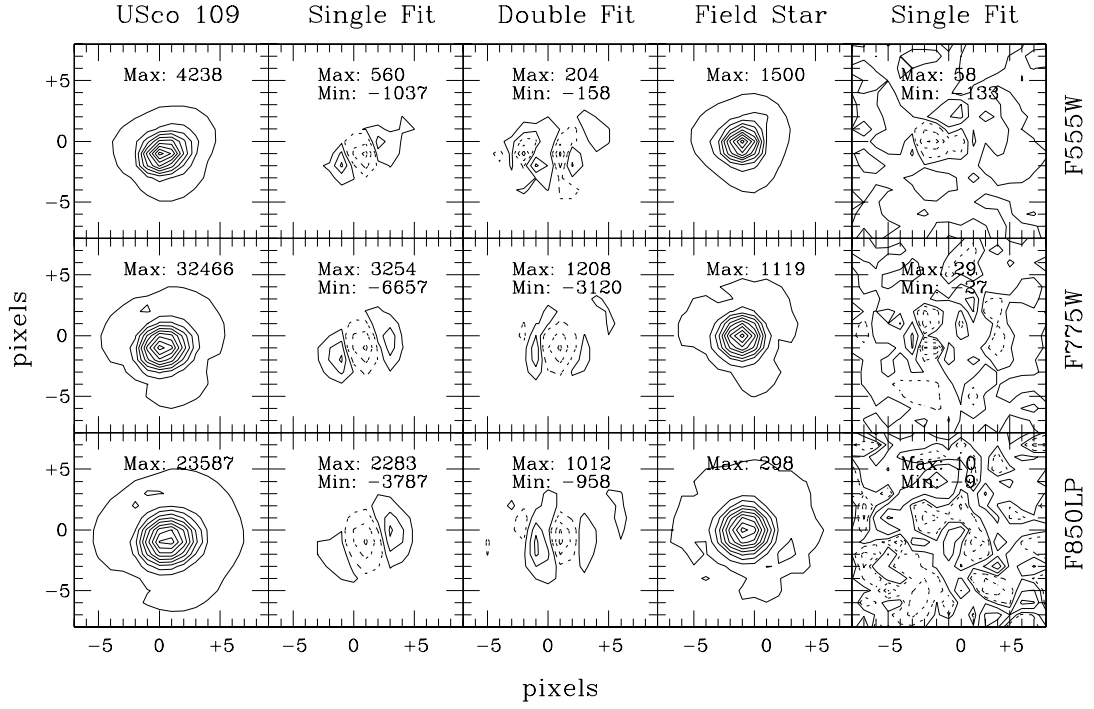 USco 109 Single Fit Double Fit Field Star Single Fit
+5 Max: 4238 Max: 560 Max: 204 Max: 1500 Max: 58
Min: −1037 Min: −158 Min: −133
0
−5
F555W
+5 Max: 32466 Max: 3254 Max: 1208 Max: 1119 Max: 29
Min: −6657 Min: −3120 Min: −27
0
−5
F775W
pixels
+5 Max: 23587 Max: 2283 Max: 1012 Max: 298 Max: 10
Min: −3787 Min: −958 Min: −9
0
−5
F850LP
−5 0 +5 −5 0 +5 −5 0 +5 −5 0 +5 −5 0 +5
pixels